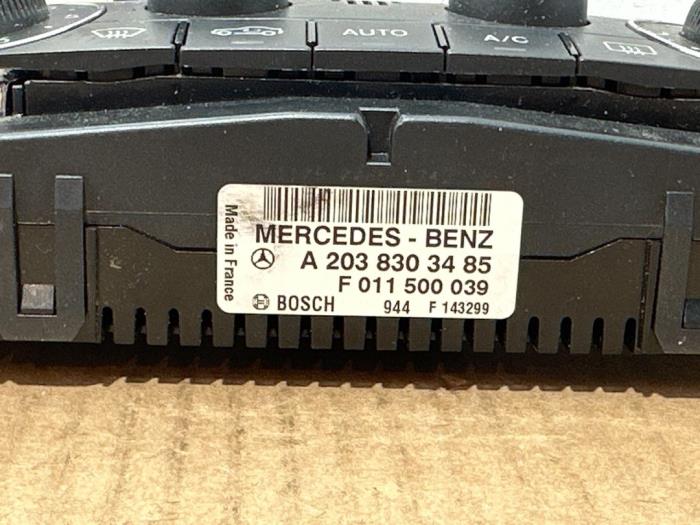 AUTO
A/C
Made in France
MERCEDES - BENZ
A 203 830 34 85
F 011 500 039
BOSCH 944 F 143299